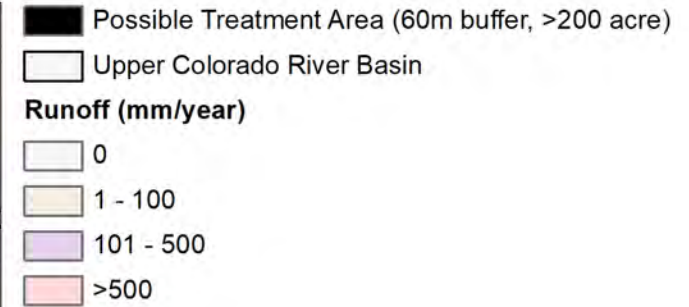 Possible Treatment Area (60m buffer, >200 acre)
Upper Colorado River Basin
Runoff (mm/year)
0
1 - 100
101 - 500
>500